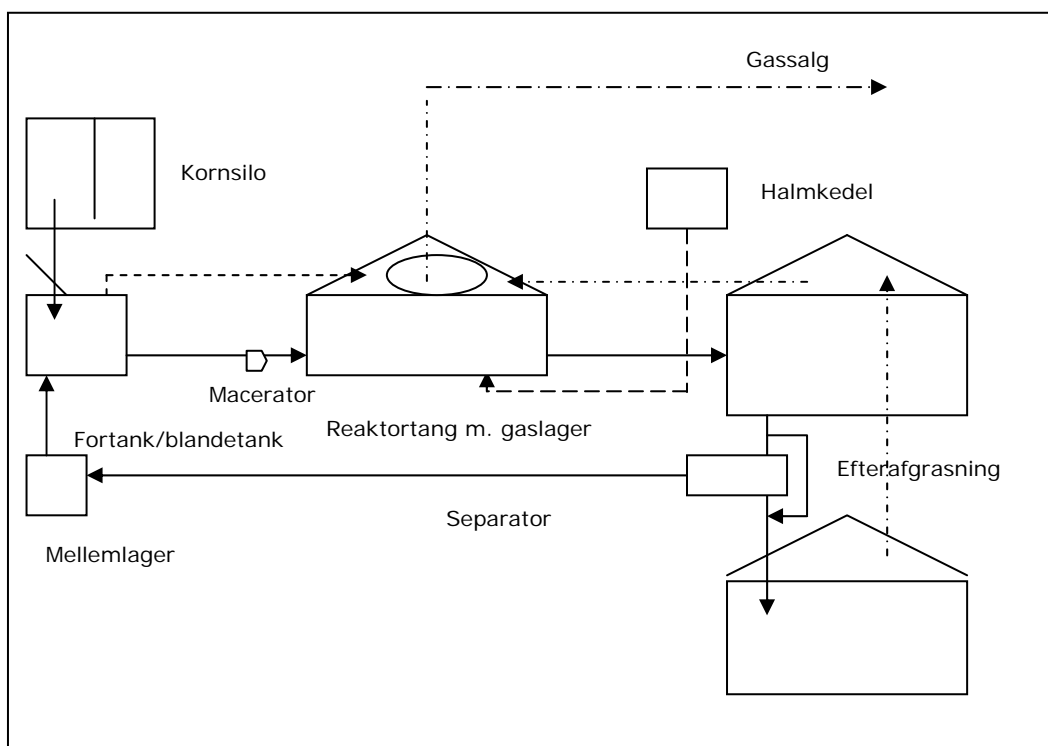 Gassalg
Kornsilo
Halmkedel
Macerator
Reaktortang m. gaslager
Fortank/blandetank
Efterafgrasning
Separator
Mellemlager